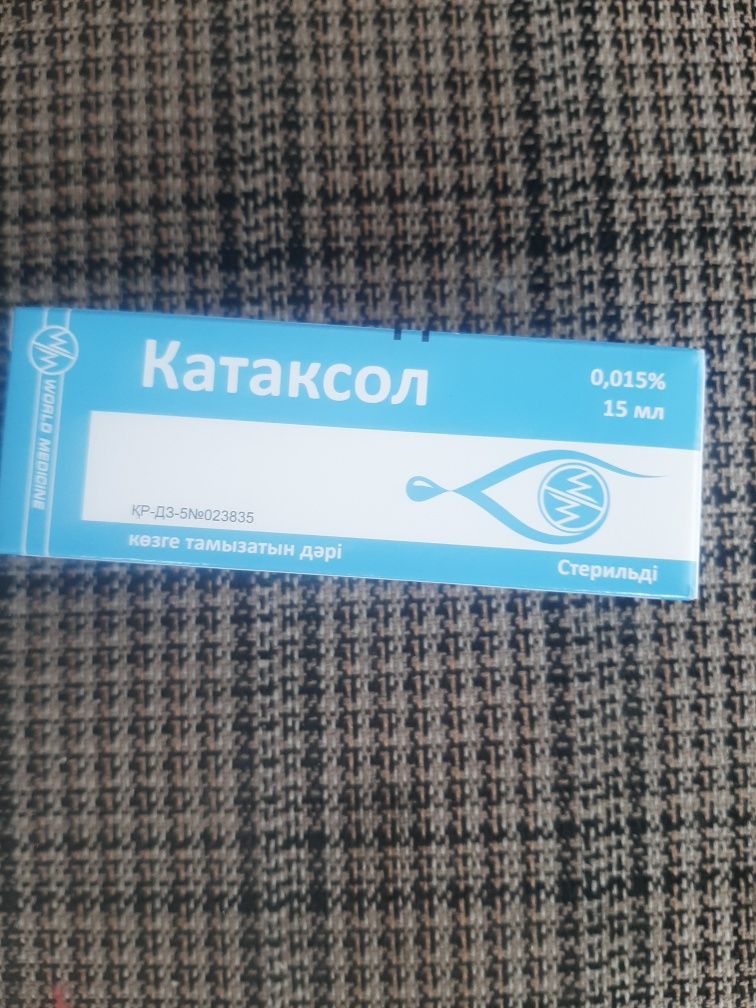 Катаксол
0,015%
15 мл
WORLD MEDICINE
ҚР-ДЗ-5№023835
көзге тамызатын дәрі
Стерильді